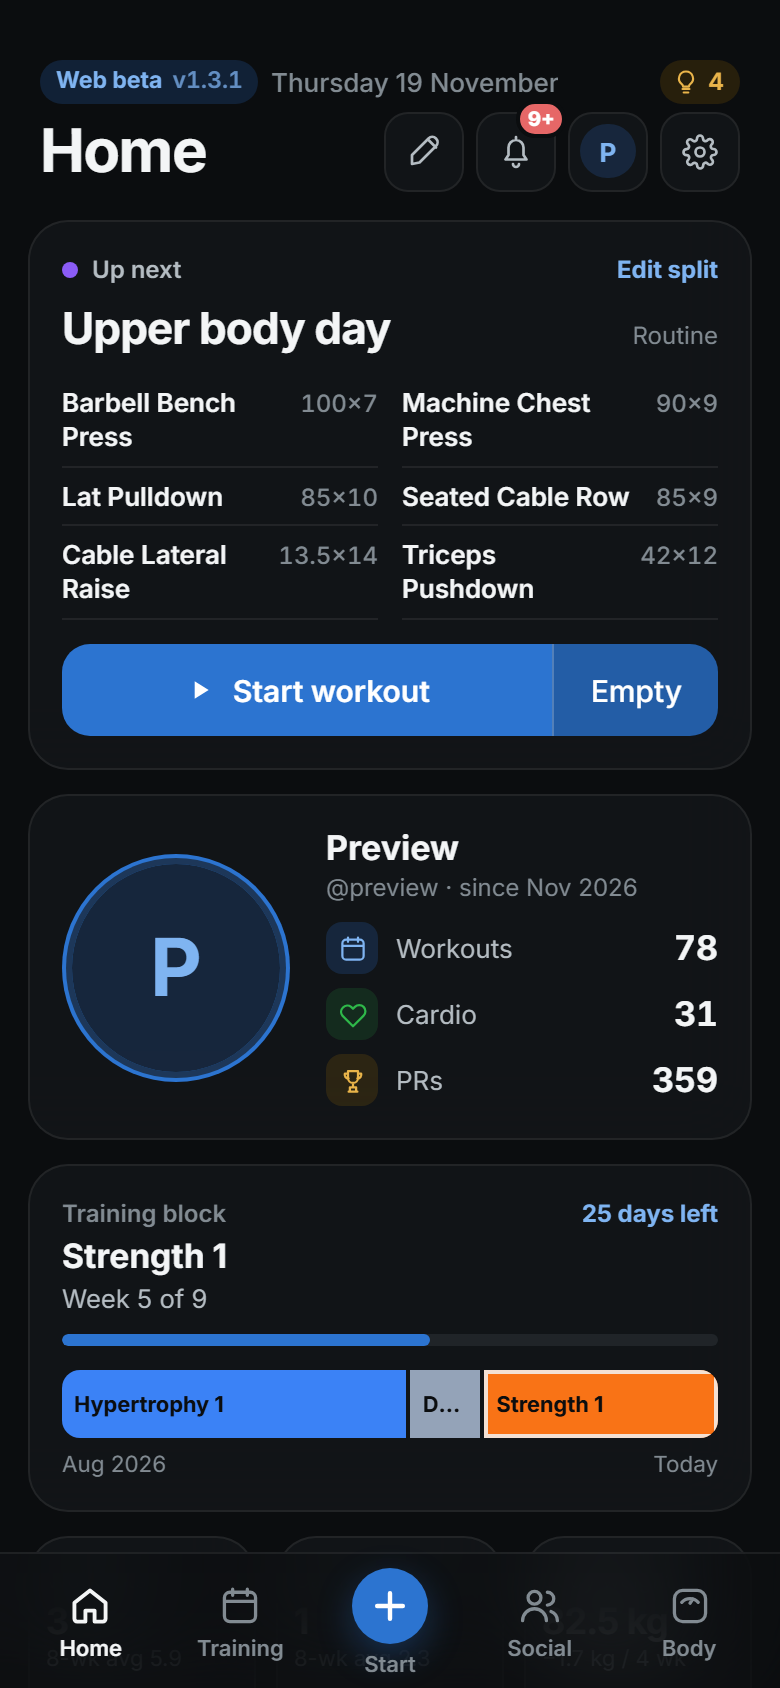 Web beta v1.3.1 Thursday 19 November 4
Home
9+
P
Up next Edit split
Upper body day Routine
Barbell Bench Press 100×7
Machine Chest Press 90×9
Lat Pulldown 85×10
Seated Cable Row 85×9
Cable Lateral Raise 13.5×14
Triceps Pushdown 42×12
Start workout Empty
P
Preview
@preview · since Nov 2026
Workouts 78
Cardio 31
PRs 359
Training block 25 days left
Strength 1
Week 5 of 9
Hypertrophy 1 D... Strength 1
Aug 2026 Today
Home Training Start Social Body